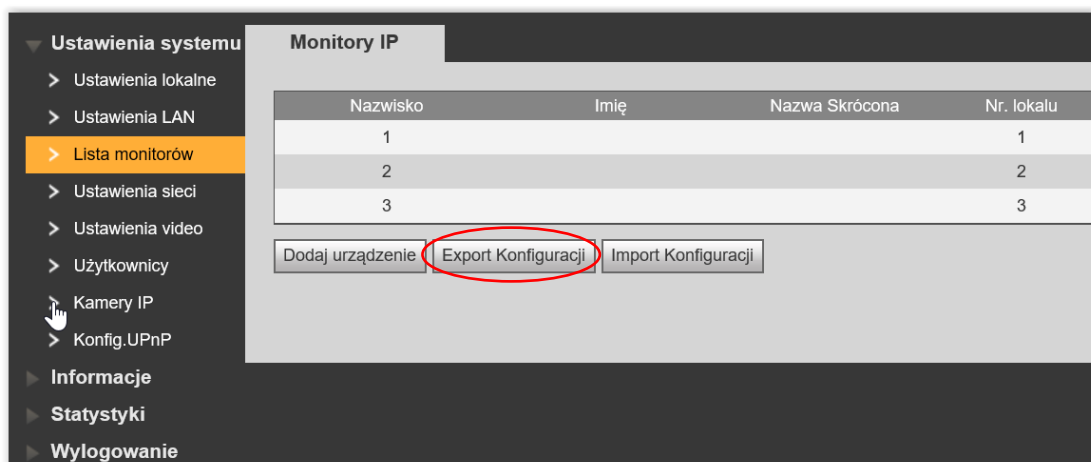 Ustawienia systemu
Ustawienia lokalne
Ustawienia LAN
Lista monitorów
Ustawienia sieci
Ustawienia video
Użytkownicy
Kamery IP
Konfig.UPnP
Informacje
Statystyki
Wylogowanie
Monitory IP
Nazwisko Imię Nazwa Skrócona Nr. lokalu
1 1
2 2
3 3
Dodaj urządzenie Export Konfiguracji Import Konfiguracji